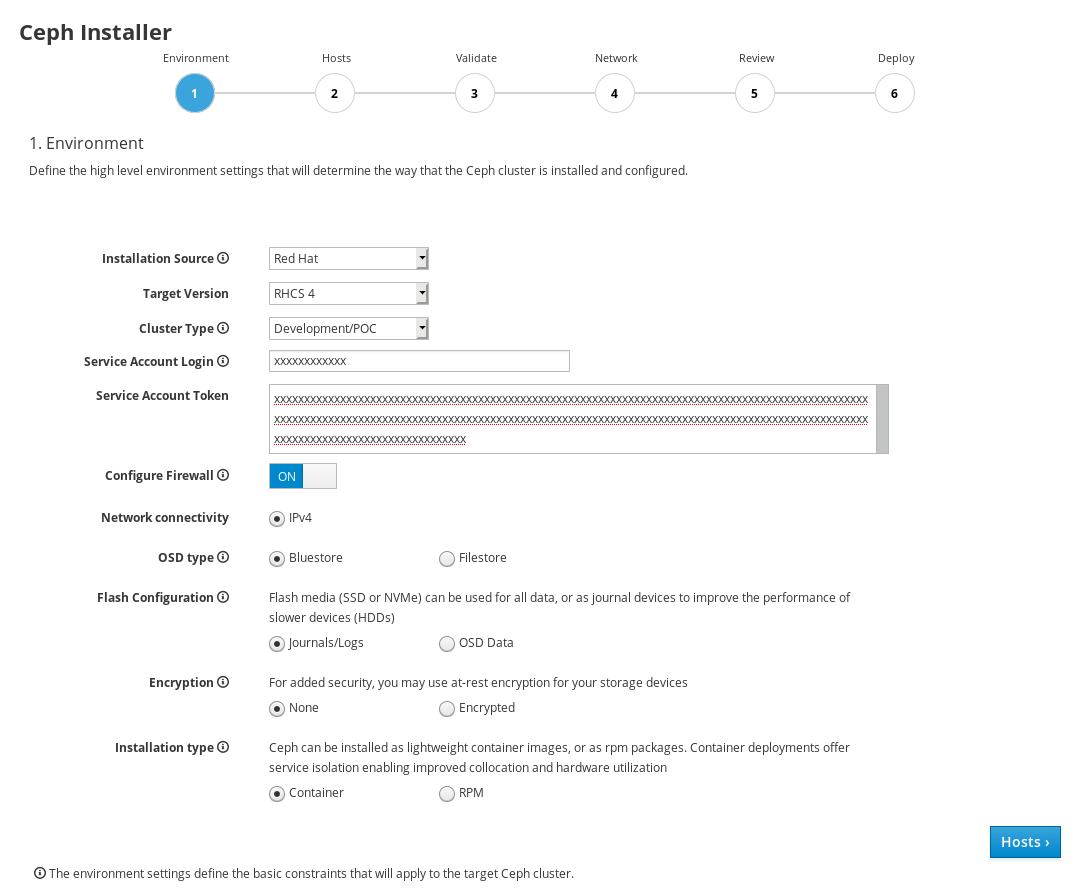 Ceph Installer
Environment Hosts Validate Network Review Deploy
1 2 3 4 5 6
1. Environment
Define the high level environment settings that will determine the way that the Ceph cluster is installed and configured.
Installation Source Red Hat
Target Version RHCS 4
Cluster Type Development/POC
Service Account Login xxxxxxxxxxxx
Service Account Token xxxxxxxxxxxxxxxxxxxxxxxxxxxxxxxxxxxxxxxxxxxxxxxxxxxxxxxxxxxxxxxxxxxxxxxxxxxxxxxxxxxxxxxxxxxxxxxxxxx
xxxxxxxxxxxxxxxxxxxxxxxxxxxxxxxxxxxxxxxxxxxxxxxxxxxxxxxxxxxxxxxxxxxxxxxxxxxxxxxxxxxxxxxxxxxxxxxxxxx
xxxxxxxxxxxxxxxxxxxxxxxxxxxxxxxx
Configure Firewall ON
Network connectivity IPv4
OSD type Bluestore Filestore
Flash Configuration Flash media (SSD or NVMe) can be used for all data, or as journal devices to improve the performance of
slower devices (HDDs)
Journals/Logs OSD Data
Encryption For added security, you may use at-rest encryption for your storage devices
None Encrypted
Installation type Ceph can be installed as lightweight container images, or as rpm packages. Container deployments offer
service isolation enabling improved collocation and hardware utilization
Container RPM
Hosts ›
The environment settings define the basic constraints that will apply to the target Ceph cluster.